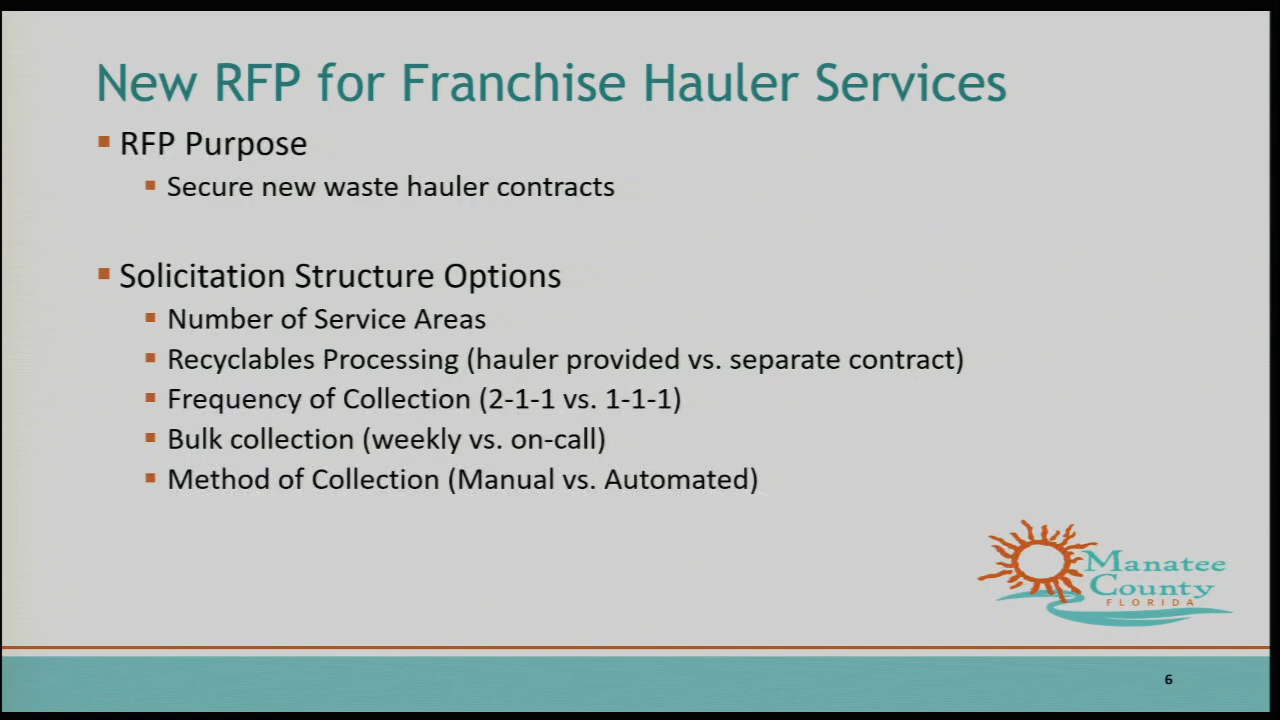 New RFP for Franchise Hauler Services
RFP Purpose
Secure new waste hauler contracts
Solicitation Structure Options
Number of Service Areas
Recyclables Processing (hauler provided vs. separate contract)
Frequency of Collection (2-1-1 vs. 1-1-1)
Bulk collection (weekly vs. on-call)
Method of Collection (Manual vs. Automated)
Manatee
County
FLORIDA
6